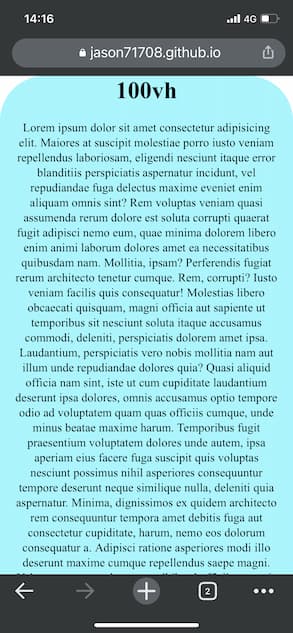 14:16
4G
jason71708.github.io
100vh
Lorem ipsum dolor sit amet consectetur adipisicing
elit. Maiores at suscipit molestiae porro iusto veniam
repellendus laboriosam, eligendi nesciunt itaque error
blanditiis perspiciatis aspernatur incidunt, vel
repudiandae fuga delectus maxime eveniet enim
aliquam omnis sint? Rem voluptas veniam quasi
assumenda rerum dolore est soluta corrupti quaerat
fugit adipisci nemo eum, quae minima dolorem libero
enim animi laborum dolores amet ea necessitatibus
quibusdam nam. Mollitia, ipsam? Perferendis fugiat
rerum architecto tenetur cumque. Rem, corrupti? Iusto
veniam facilis quis consequatur! Molestias libero
obcaecati quisquam, magni officia aut sapiente ut
temporibus sit nesciunt soluta itaque accusamus
commodi, deleniti, perspiciatis dolorem amet ipsa.
Laudantium, perspiciatis vero nobis mollitia nam aut
illum unde repudiandae dolores quia? Quasi aliquid
officia nam sint, iste ut cum cupiditate laudantium
deserunt ipsa dolores, omnis accusamus optio tempore
odio ad voluptatem quam quas officiis cumque, unde
minus beatae maxime harum. Temporibus fugit
praesentium voluptatem dolores unde autem, ipsa
aperiam eius facere fuga suscipit quis voluptas
nesciunt possimus nihil asperiores consequuntur
tempore deserunt neque similique nulla, deleniti quia
aspernatur. Minima, dignissimos ex quidem architecto
rem consequuntur tempora amet debitis fuga aut
consectetur cupiditate, harum, nemo eos dolorum
consequatur a. Adipisci ratione asperiores modi illo
deserunt maxime cumque repellendus saepe magni.
2